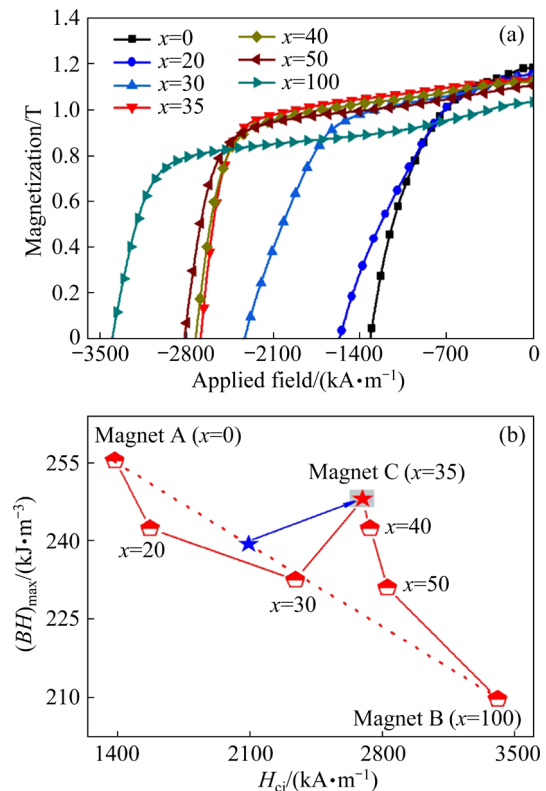 (a)
x=0
x=20
x=30
x=35
x=40
x=50
x=100
Magnetization/T
1.4
1.2
1.0
0.8
0.6
0.4
1.2
0
−3500 −2800 −2100 −1400 −700 0
Applied field/(kA•m⁻¹)
(b)
Magnet A (x=0)
Magnet C (x=35)
x=20
x=30
x=40
x=50
Magnet B (x=100)
(BH)max/(kJ•m⁻³)
255
240
225
210
1400 2100 2800 3500
Hcj/(kA•m⁻¹)